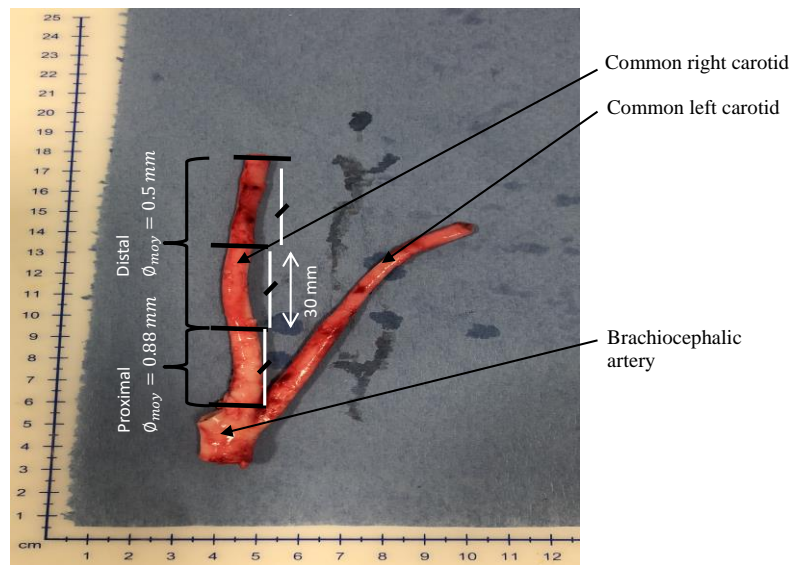 Common right carotid
Common left carotid
Brachiocephalic
artery
Distal
∅moy = 0.5 mm
Proximal
∅moy = 0.88 mm
30 mm
25
24
23
22
21
20
19
18
17
16
15
14
13
12
11
10
9
8
7
6
5
4
3
2
1
cm
1 2 3 4 5 6 7 8 9 10 11 12